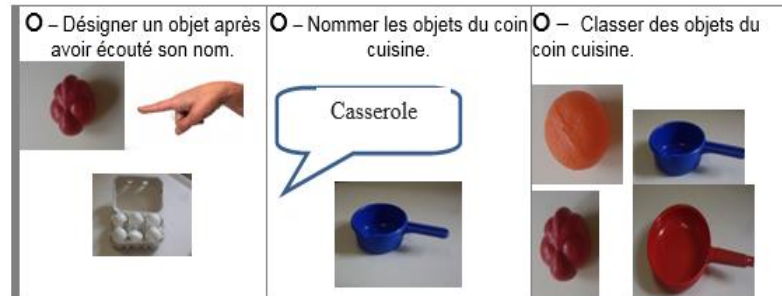 O – Désigner un objet après
avoir écouté son nom.
O – Nommer les objets du coin
cuisine.
Casserole
O – Classer des objets du
coin cuisine.